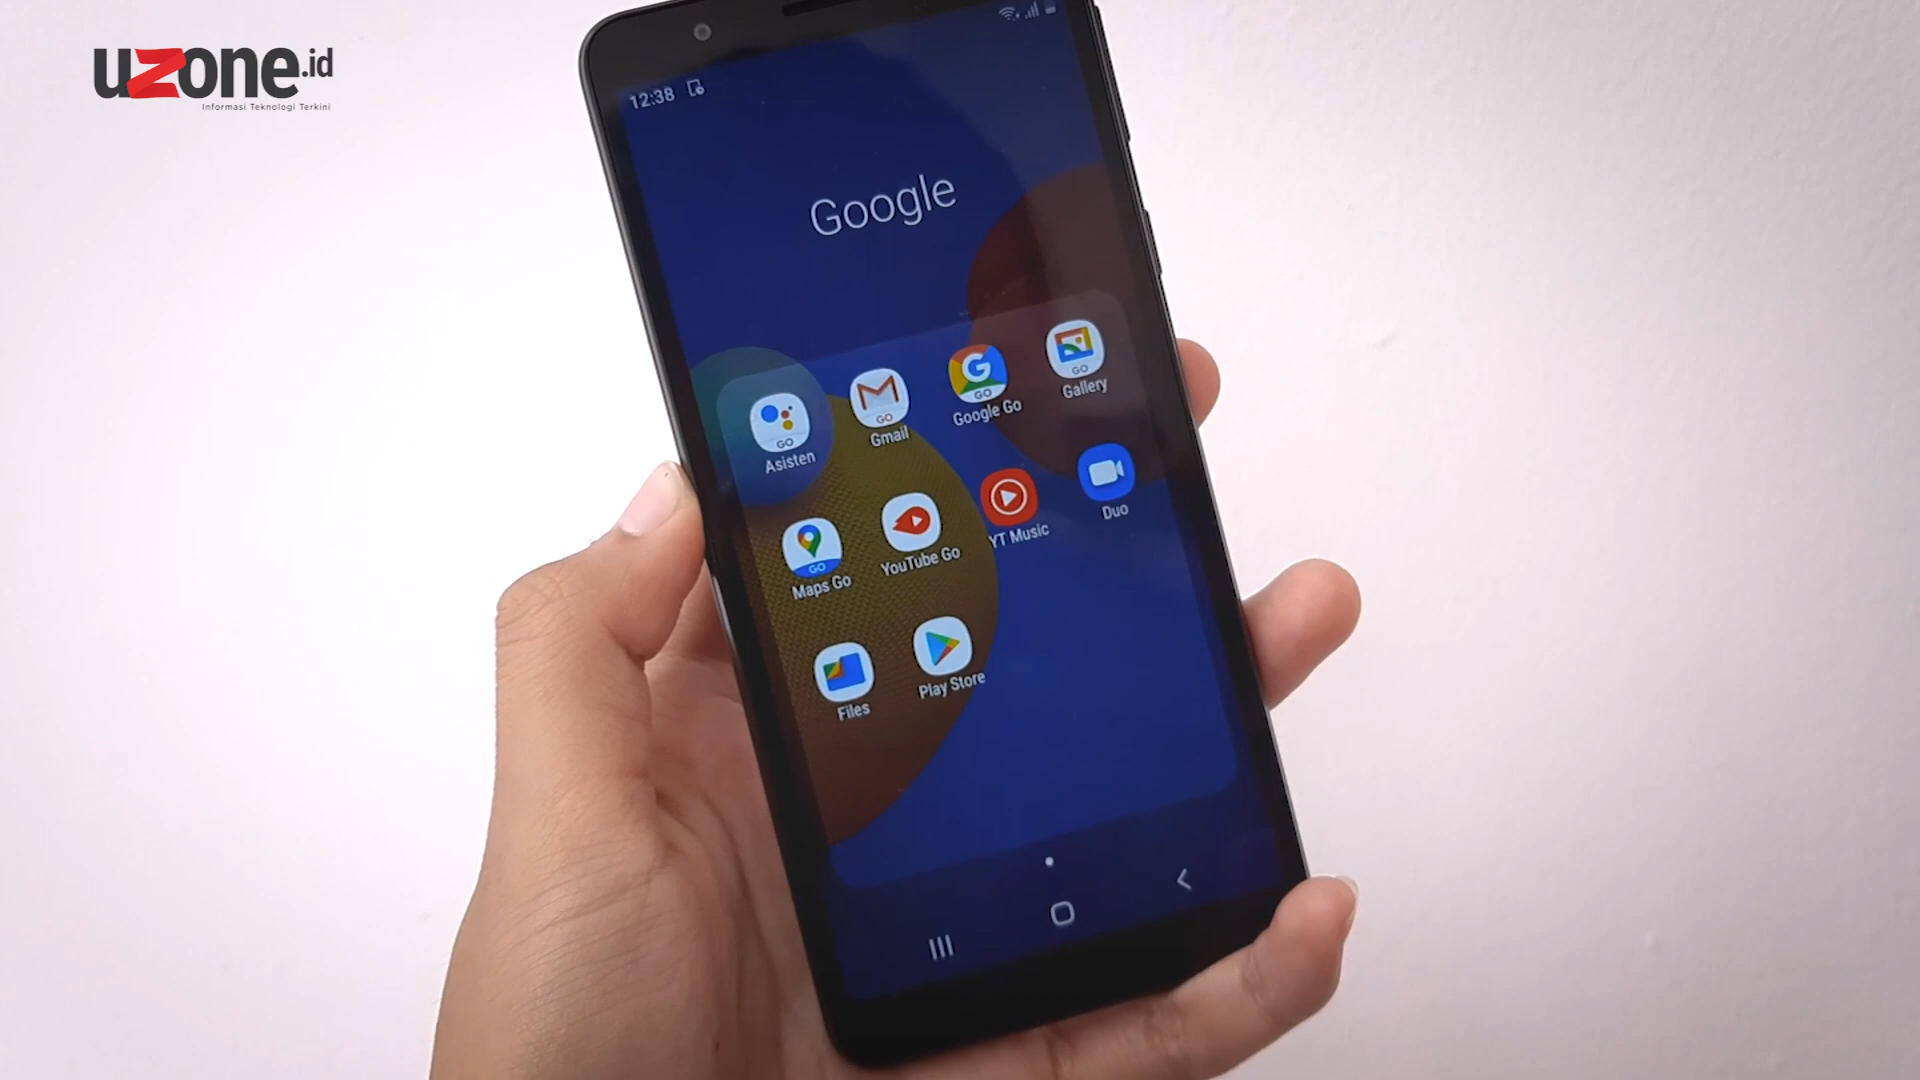 uzone.id
Informasi Teknologi Terkini
12:38
Google
GO
Asisten
GO
Gmail
G
GO
Google Go
GO
Gallery
GO
Maps Go
YouTube Go
YT Music
Duo
Files
Play Store